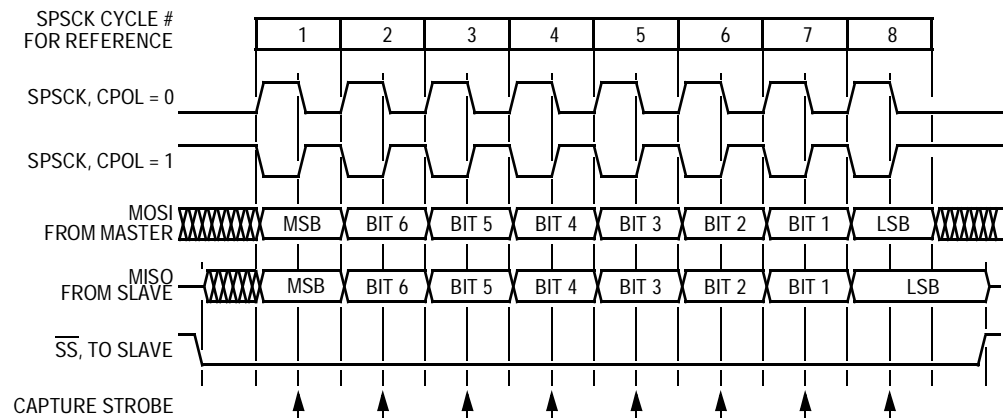 SPSCK CYCLE #
FOR REFERENCE
1 2 3 4 5 6 7 8
SPSCK, CPOL = 0
SPSCK, CPOL = 1
MOSI
FROM MASTER
MSB BIT 6 BIT 5 BIT 4 BIT 3 BIT 2 BIT 1 LSB
MISO
FROM SLAVE
MSB BIT 6 BIT 5 BIT 4 BIT 3 BIT 2 BIT 1 LSB
SS, TO SLAVE
CAPTURE STROBE